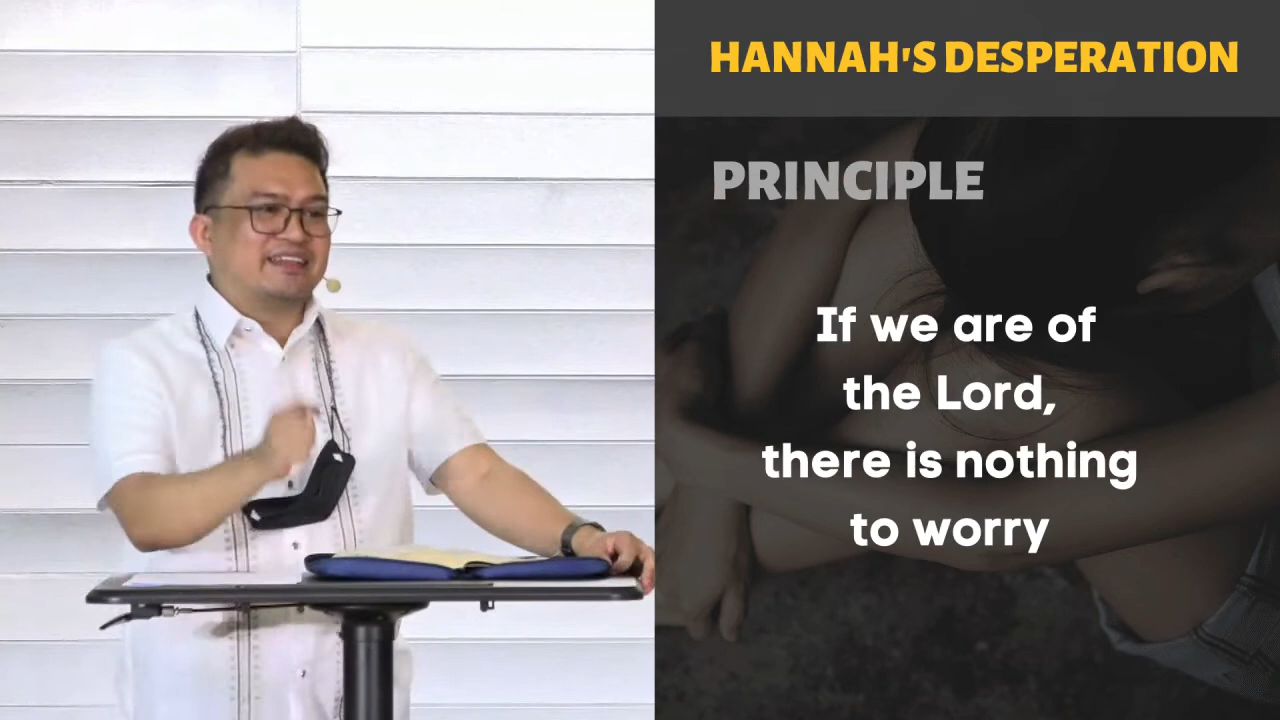 HANNAH'S DESPERATION
PRINCIPLE
If we are of
the Lord,
there is nothing
to worry